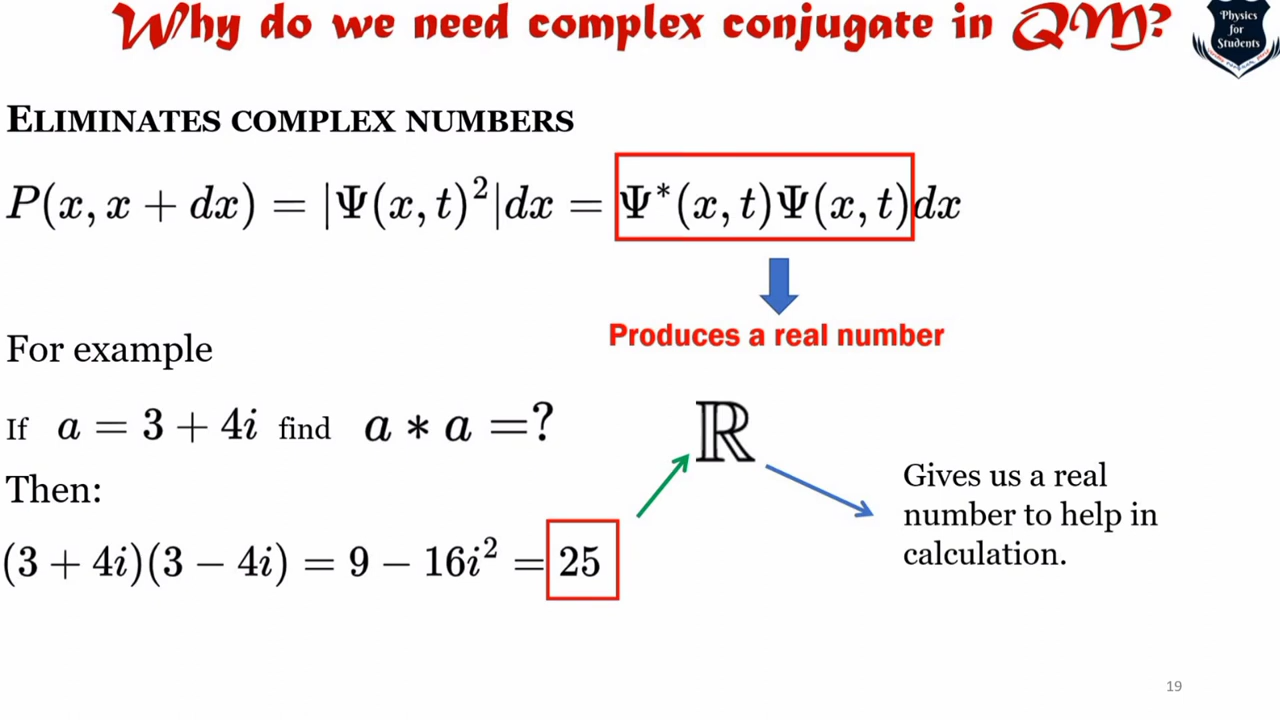 Why do we need complex conjugate in QM?
Physics
for
Students
ELIMINATES COMPLEX NUMBERS
P(x, x + dx) = |Ψ(x, t)²|dx = Ψ*(x, t)Ψ(x, t)dx
Produces a real number
For example
If a = 3 + 4i find a * a =?
ℝ
Then:
Gives us a real
number to help in
calculation.
(3 + 4i)(3 − 4i) = 9 − 16i² = 25
19